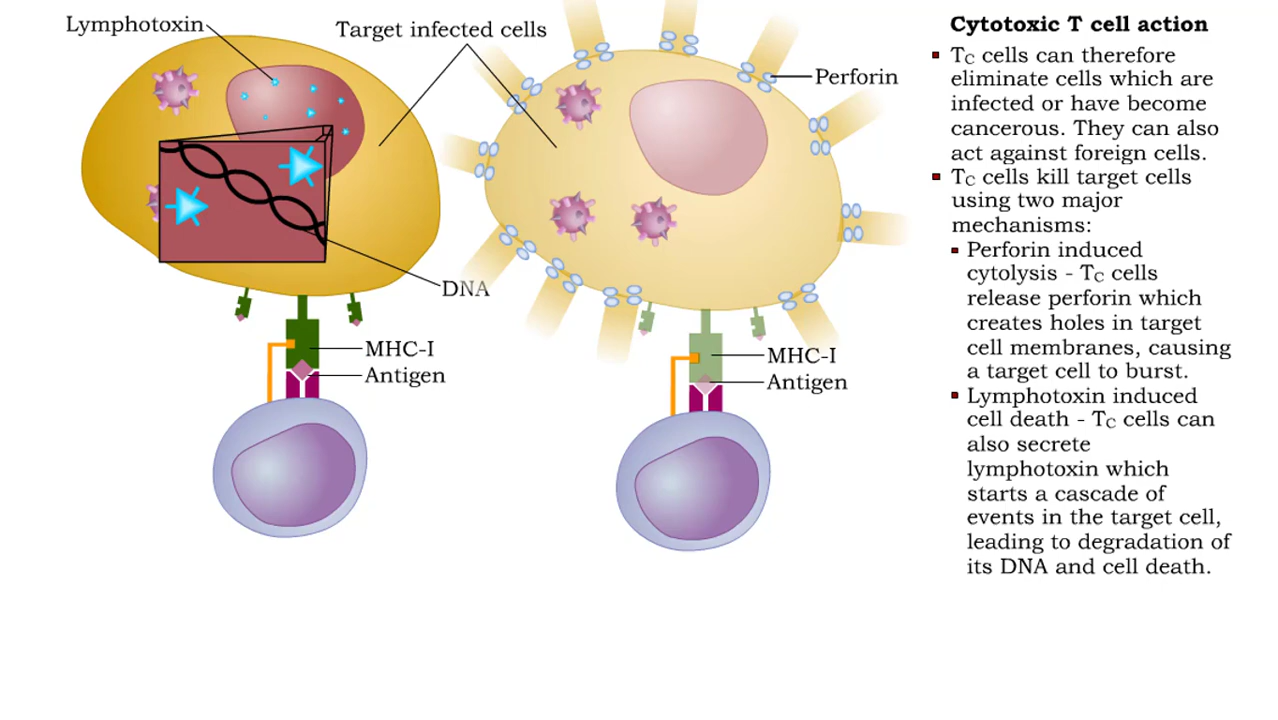 Lymphotoxin
Target infected cells
Perforin
DNA
MHC-I
Antigen
MHC-I
Antigen
Cytotoxic T cell action
▪ TC cells can therefore
eliminate cells which are
infected or have become
cancerous. They can also
act against foreign cells.
▪ TC cells kill target cells
using two major
mechanisms:
▪ Perforin induced
cytolysis - TC cells
release perforin which
creates holes in target
cell membranes, causing
a target cell to burst.
▪ Lymphotoxin induced
cell death - TC cells can
also secrete
lymphotoxin which
starts a cascade of
events in the target cell,
leading to degradation of
its DNA and cell death.